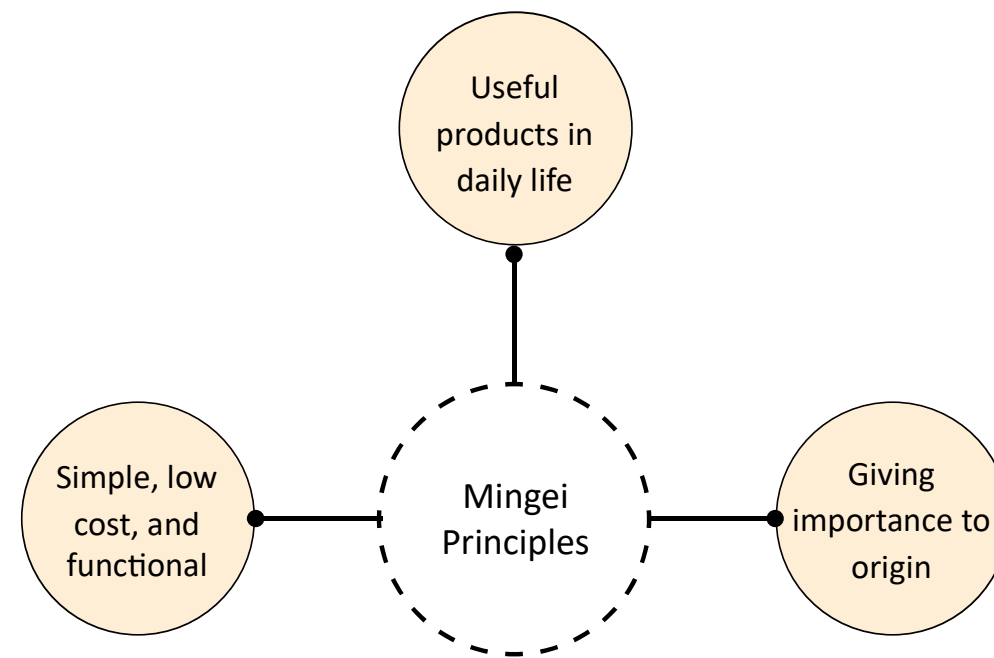 Useful
products in
daily life
Simple, low
cost, and
functional
Mingei
Principles
Giving
importance to
origin